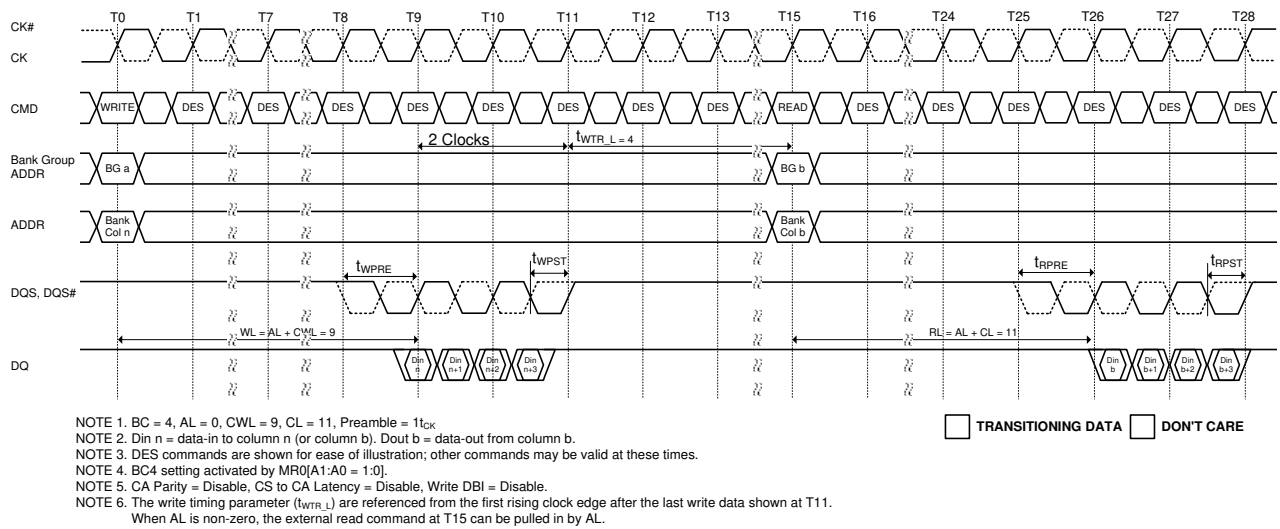 T0 T1 T7 T8 T9 T10 T11 T12 T13 T15 T16 T24 T25 T26 T27 T28
CK#
CK
CMD WRITE DES DES DES DES DES DES DES DES READ DES DES DES DES DES DES
2 Clocks tWTR_L = 4
Bank Group
ADDR
BG a BG b
ADDR
Bank
Col n
Bank
Col b
tWPRE tWPST tRPRE tRPST
DQS, DQS#
WL = AL + CWL = 9 RL = AL + CL = 11
DQ
Din
n
Din
n+1
Din
n+2
Din
n+3
Din
b
Din
b+1
Din
b+2
Din
b+3
NOTE 1. BC = 4, AL = 0, CWL = 9, CL = 11, Preamble = 1tCK
TRANSITIONING DATA DON'T CARE
NOTE 2. Din n = data-in to column n (or column b). Dout b = data-out from column b.
NOTE 3. DES commands are shown for ease of illustration; other commands may be valid at these times.
NOTE 4. BC4 setting activated by MR0[A1:A0 = 1:0].
NOTE 5. CA Parity = Disable, CS to CA Latency = Disable, Write DBI = Disable.
NOTE 6. The write timing parameter (tWTR_L) are referenced from the first rising clock edge after the last write data shown at T11.
When AL is non-zero, the external read command at T15 can be pulled in by AL.